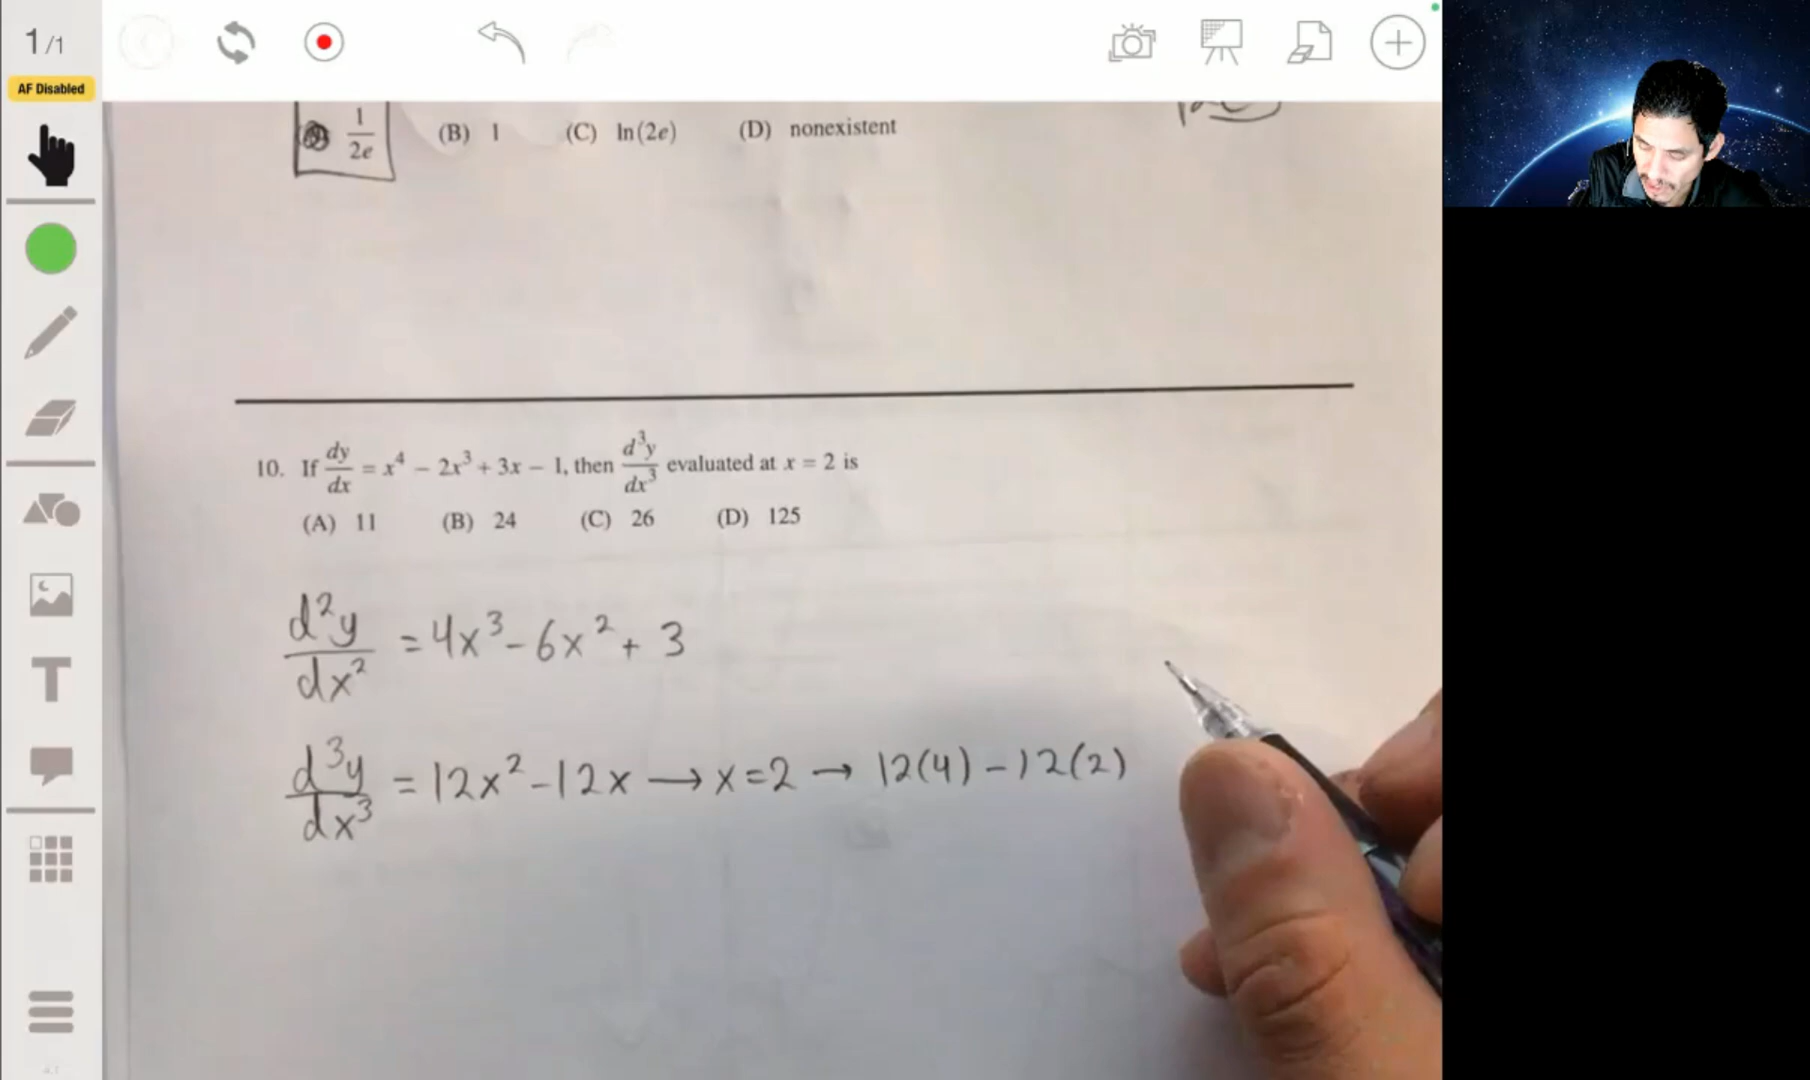 1/1
AF Disabled
1/2e (B) 1 (C) ln(2e) (D) nonexistent
10. If dy/dx = x⁴ − 2x³ + 3x − 1, then d³y/dx³ evaluated at x = 2 is
(A) 11 (B) 24 (C) 26 (D) 125
d²y/dx² = 4x³ − 6x² + 3
d³y/dx³ = 12x² − 12x → x = 2 → 12(4) − 12(2)
T